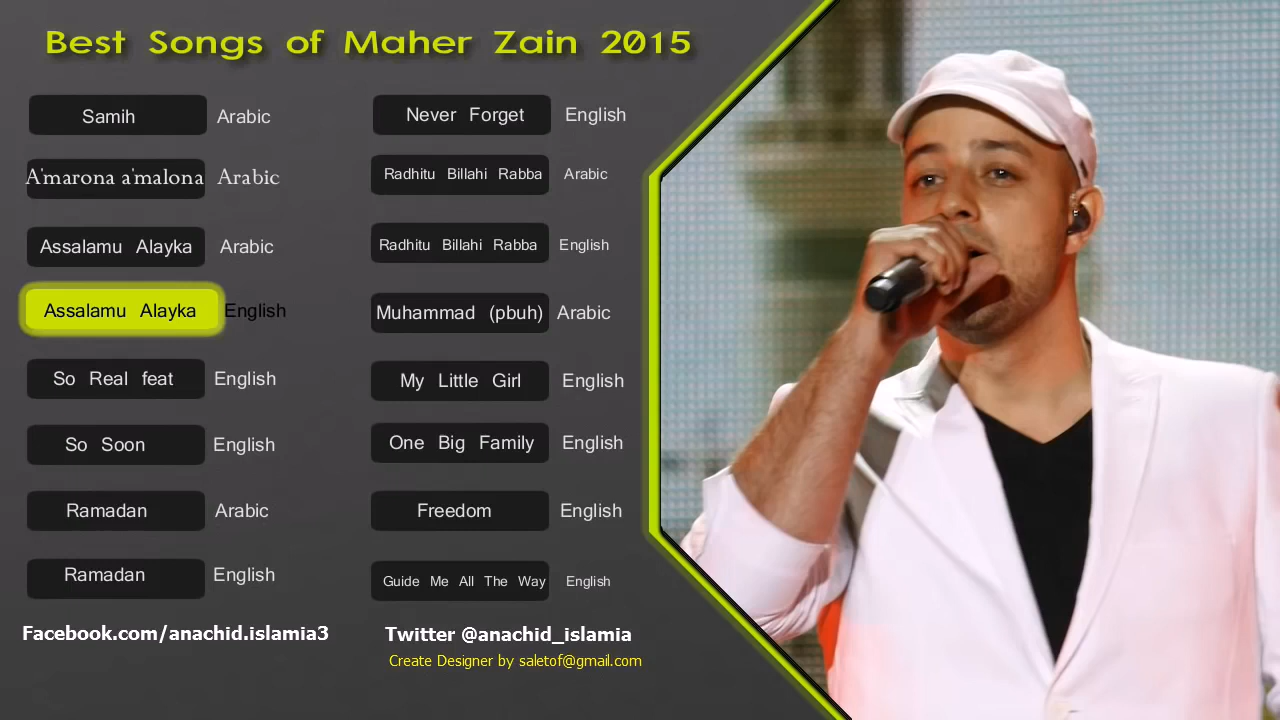 Best Songs of Maher Zain 2015
Samih Arabic
A'marona a'malona Arabic
Assalamu Alayka Arabic
Assalamu Alayka English
So Real feat English
So Soon English
Ramadan Arabic
Ramadan English
Never Forget English
Radhitu Billahi Rabba Arabic
Radhitu Billahi Rabba English
Muhammad (pbuh) Arabic
My Little Girl English
One Big Family English
Freedom English
Guide Me All The Way English
Facebook.com/anachid.islamia3
Twitter @anachid_islamia
Create Designer by saletof@gmail.com